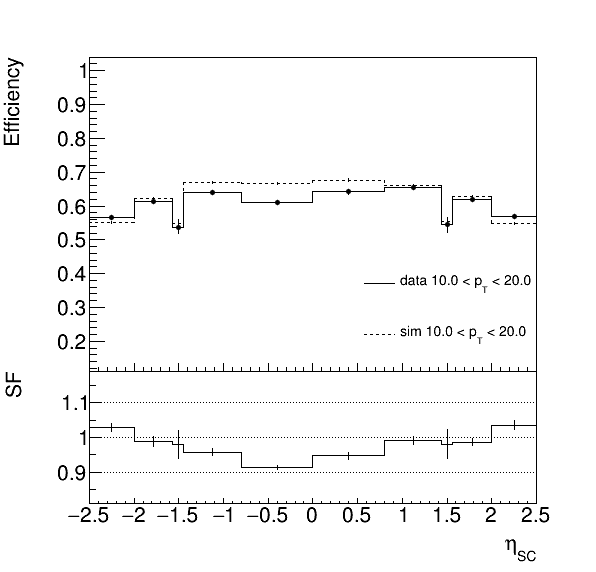 Efficiency
1
0.9
0.8
0.7
0.6
0.5
0.4
0.3
0.2
data 10.0 < p_T < 20.0
sim 10.0 < p_T < 20.0
SF
1.1
1
0.9
−2.5 −2 −1.5 −1 −0.5 0 0.5 1 1.5 2 2.5
η_SC